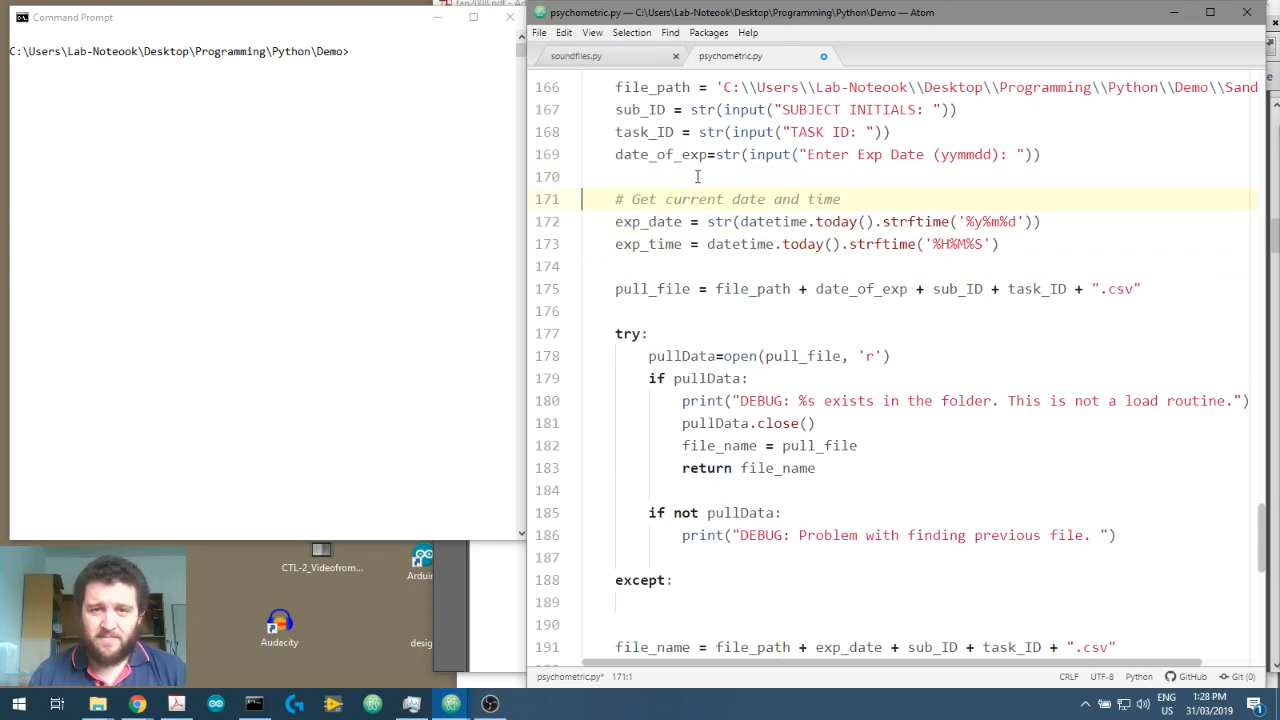 Command Prompt
C:\Users\Lab-Noteook\Desktop\Programming\Python\Demo>
psychometric.py — C:\Users\Lab-Noteook\Desktop\Programming\Python\Demo — Atom
File Edit View Selection Find Packages Help
soundfiles.py
psychometric.py
166 file_path = 'C:\\Users\\Lab-Noteook\\Desktop\\Programming\\Python\\Demo\\Sand
167 sub_ID = str(input("SUBJECT INITIALS: "))
168 task_ID = str(input("TASK ID: "))
169 date_of_exp=str(input("Enter Exp Date (yymmdd): "))
170
171 # Get current date and time
172 exp_date = str(datetime.today().strftime('%y%m%d'))
173 exp_time = datetime.today().strftime('%H%M%S')
174
175 pull_file = file_path + date_of_exp + sub_ID + task_ID + ".csv"
176
177 try:
178 pullData=open(pull_file, 'r')
179 if pullData:
180 print("DEBUG: %s exists in the folder. This is not a load routine.")
181 pullData.close()
182 file_name = pull_file
183 return file_name
184
185 if not pullData:
186 print("DEBUG: Problem with finding previous file. ")
187
188 except:
189
190
191 file_name = file_path + exp_date + sub_ID + task_ID + ".csv"
psychometric.py* 171:1
CRLF UTF-8 Python GitHub Git (0)
CTL-2_Videofrom...
Audacity
desig
1:28 PM
ENG
US
31/03/2019